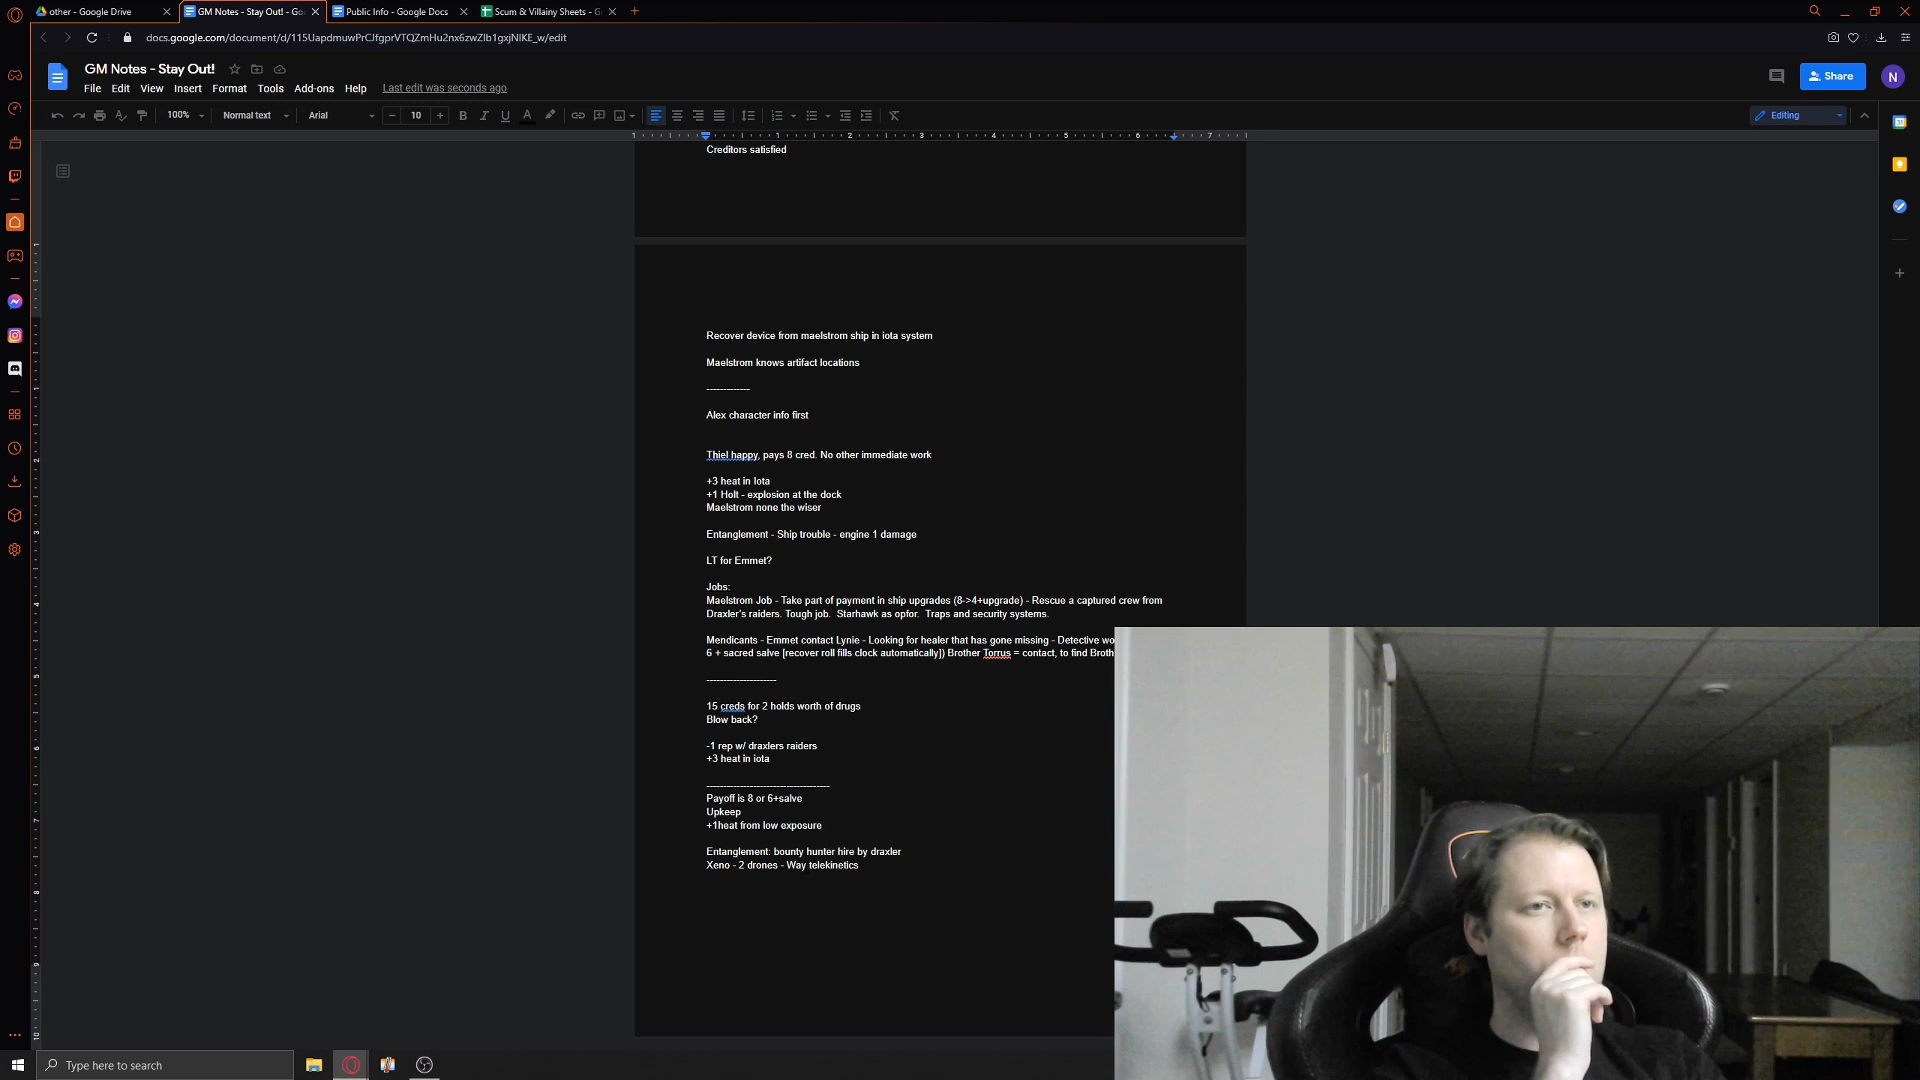 other - Google Drive
GM Notes - Stay Out! - Go
Public Info - Google Docs
Scum & Villainy Sheets - G
docs.google.com/document/d/115UapdmuwPrCJfgprVTQZmHu2nx6zwZlb1gxjNlKE_w/edit
GM Notes - Stay Out!
File Edit View Insert Format Tools Add-ons Help Last edit was seconds ago
Share
N
100% Normal text Arial 10 Editing
1 1 2 3 4 5 6 7
Creditors satisfied
Recover device from maelstrom ship in iota system
Maelstrom knows artifact locations
-------------
Alex character info first
Thiel happy, pays 8 cred. No other immediate work
+3 heat in Iota
+1 Holt - explosion at the dock
Maelstrom none the wiser
Entanglement - Ship trouble - engine 1 damage
LT for Emmet?
Jobs:
Maelstrom Job - Take part of payment in ship upgrades (8->4+upgrade) - Rescue a captured crew from
Draxler's raiders. Tough job. Starhawk as opfor. Traps and security systems.
Mendicants - Emmet contact Lynie - Looking for healer that has gone missing - Detective wo
6 + sacred salve [recover roll fills clock automatically]) Brother Torrus = contact, to find Broth
---------------------
15 creds for 2 holds worth of drugs
Blow back?
-1 rep w/ draxlers raiders
+3 heat in iota
-------------------------------------
Payoff is 8 or 6+salve
Upkeep
+1heat from low exposure
Entanglement: bounty hunter hire by draxler
Xeno - 2 drones - Way telekinetics
Type here to search